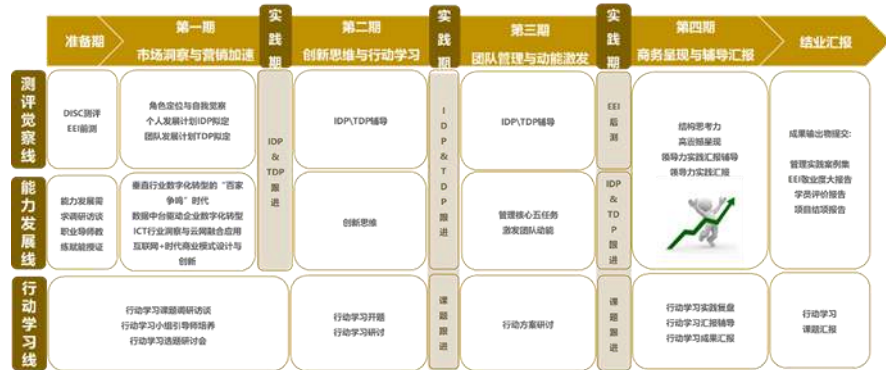 准备期
第一期
市场洞察与营销加速
实践期
第二期
创新思维与行动学习
实践期
第三期
团队管理与动能激发
实践期
第四期
商务呈现与辅导汇报
结业汇报
测评觉察线
DISC测评
EEI前测
角色定位与自我觉察
个人发展计划IDP拟定
团队发展计划TDP拟定
IDP
&
TDP
跟进
IDP\TDP辅导
IDP&TDP跟进
IDP\TDP辅导
EEI后测
结构思考力
高震撼呈现
领导力实践汇报辅导
领导力实践汇报
成果输出物提交:
管理实践案例集
EEI敬业度大报告
学员评价报告
项目结项报告
能力发展线
能力发展需
求调研访谈
职业导师教
练赋能授证
垂直行业数字化转型的“百家
争鸣”时代
数据中台驱动企业数字化转型
ICT行业洞察与云网融合应用
互联网+时代商业模式设计与
创新
创新思维
管理核心五任务
激发团队动能
IDP
&
TDP
跟进
行动学习线
行动学习课题调研访谈
行动学习小组引导师培养
行动学习选题研讨会
行动学习开题
行动学习研讨
课题跟进
行动方案研讨
课题跟进
行动学习实践复盘
行动学习汇报辅导
行动学习成果汇报
行动学习
课题汇报